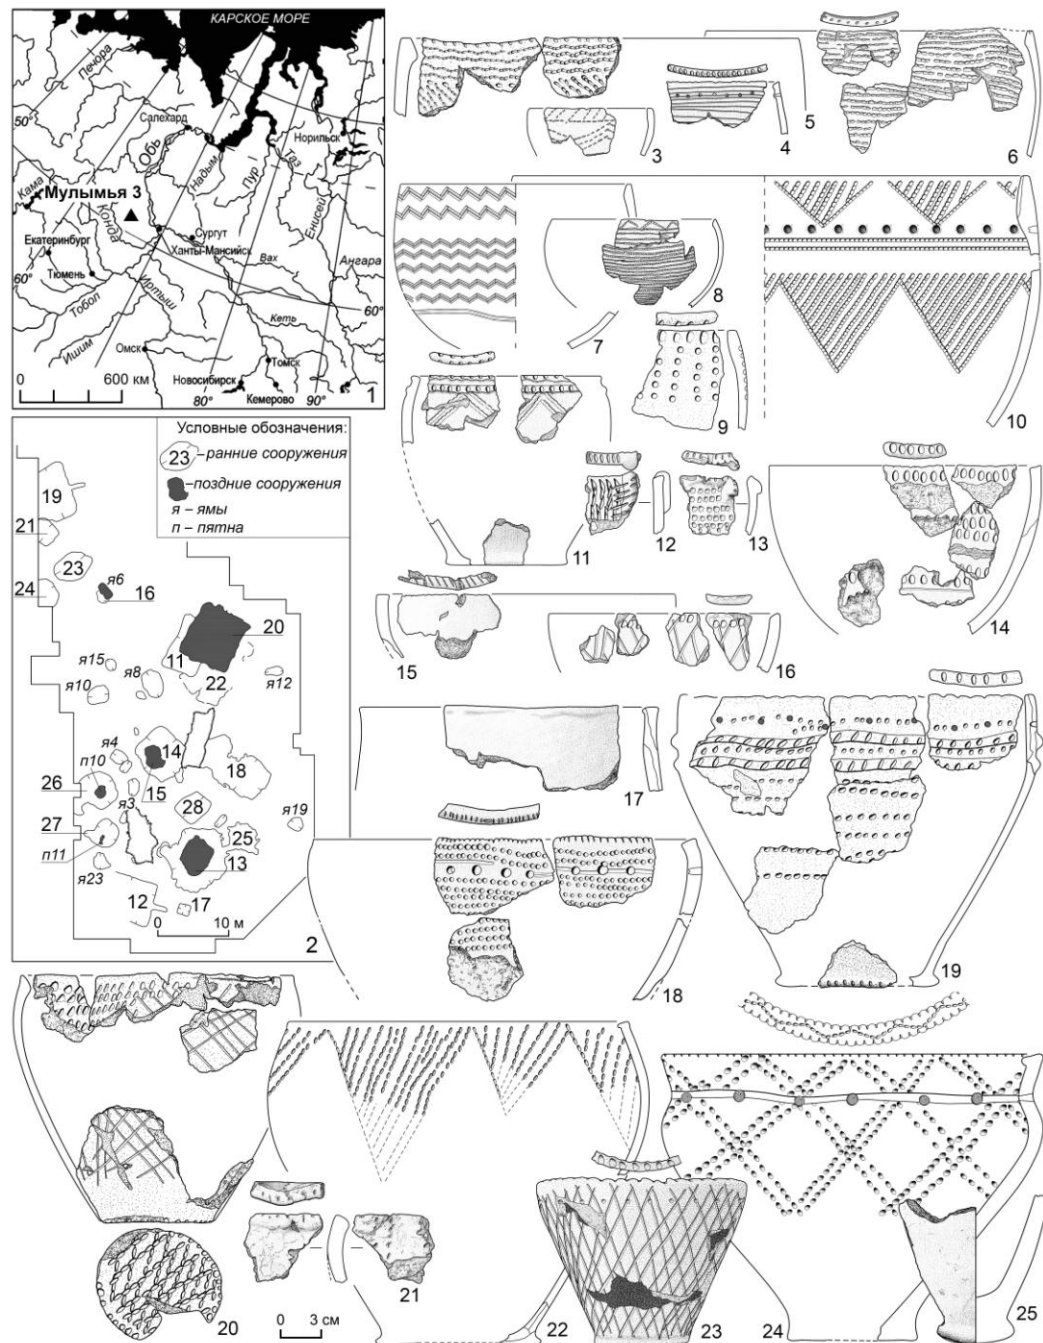 КАРСКОЕ МОРЕ
Печора
50°
Салехард
Обь
Надым
Пур
Таз
Норильск
Енисей
Кама
Мулымья 3
Конда
Екатеринбург
Сургут
Ханты-Мансийск
Тюмень
Вах
Ангара
60°
Тобол
Иртыш
60°
Ишим
Кеть
Омск
Томск
Новосибирск
Кемерово
0
600 км
80°
90°
1
Условные обозначения:
23 – ранние сооружения
– поздние сооружения
я – ямы
п – пятна
19
21
23
24
я6
16
20
11
я15
я8
22
я12
я10
я4
14
п10
18
26
15
я3
28
27
я19
25
п11
13
я23
12
17
0
10 м
2
3
4
5
6
7
8
9
10
11
12
13
14
15
16
17
18
19
20
21
0
3 см
22
23
24
25